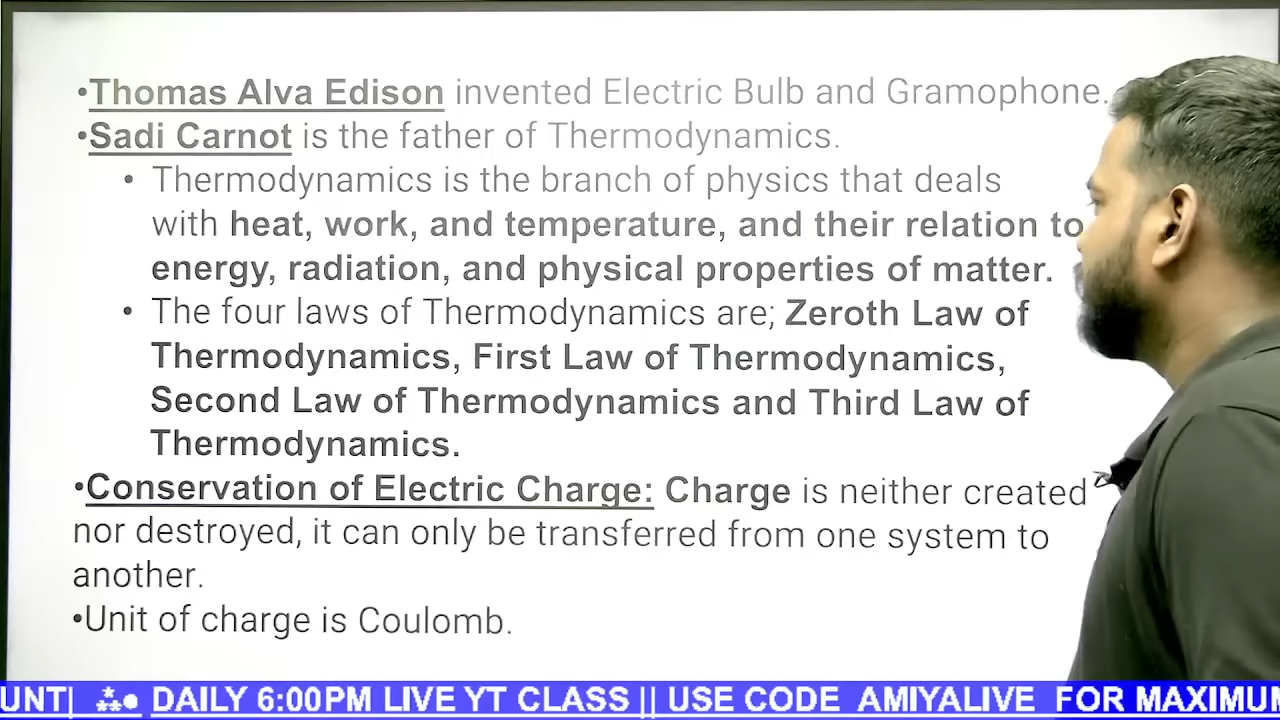 •Thomas Alva Edison invented Electric Bulb and Gramophone.
•Sadi Carnot is the father of Thermodynamics.
• Thermodynamics is the branch of physics that deals
with heat, work, and temperature, and their relation to
energy, radiation, and physical properties of matter.
• The four laws of Thermodynamics are; Zeroth Law of
Thermodynamics, First Law of Thermodynamics,
Second Law of Thermodynamics and Third Law of
Thermodynamics.
•Conservation of Electric Charge: Charge is neither created
nor destroyed, it can only be transferred from one system to
another.
•Unit of charge is Coulomb.
UNT| DAILY 6:00PM LIVE YT CLASS || USE CODE AMIYALIVE FOR MAXIMUM